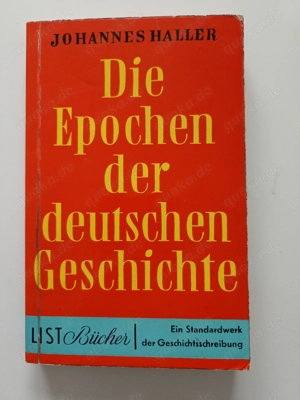 JOHANNES HALLER
Die
Epochen
der
deutschen
Geschichte
LIST Bücher
Ein Standardwerk
der Geschichtsschreibung